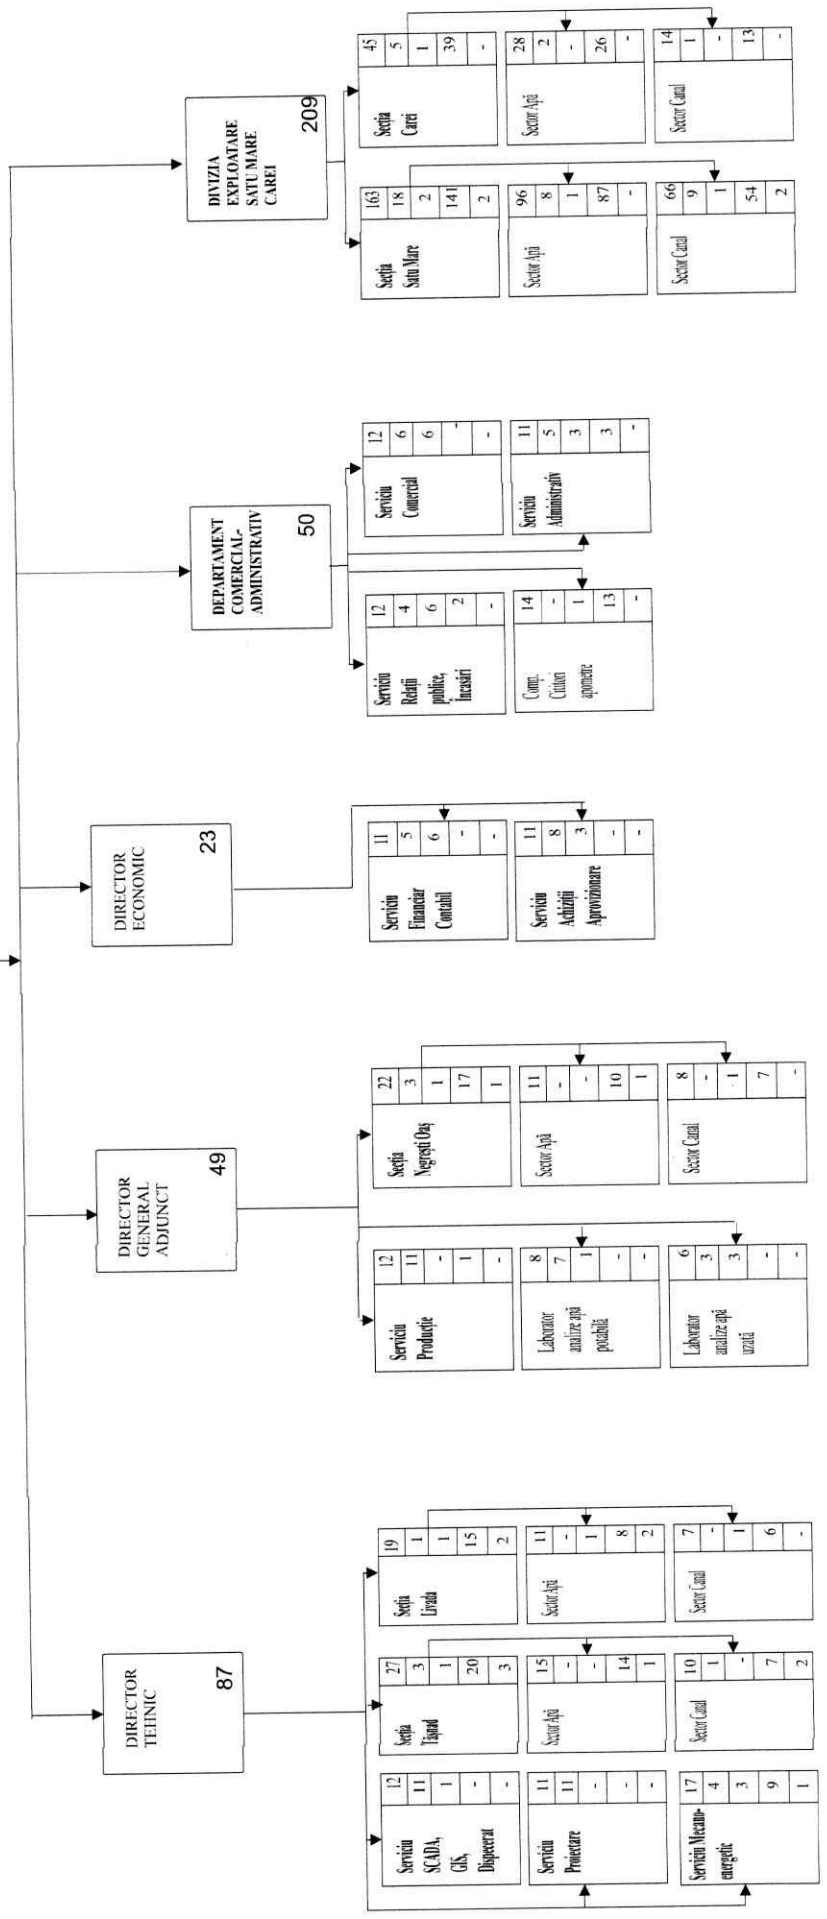 DIRECTOR
TEHNIC
87
Serviciu
SCADA,
GIS,
Dispecerat
12
11
1
-
-
Serviciu
Proiectare
11
11
-
-
-
Serviciu Mecano-
energetic
17
4
3
9
1
Secția
Tășnad
27
3
1
20
3
Sector Apă
15
-
-
14
1
Sector Canal
10
1
-
7
2
Secția
Livada
19
1
1
15
2
Sector Apă
11
-
1
8
2
Sector Canal
7
-
1
6
-
DIRECTOR
GENERAL
ADJUNCT
49
Serviciu
Producție
12
11
-
1
-
Laborator
analize apă
potabilă
8
7
1
-
-
Laborator
analize apă
uzată
6
3
3
-
-
Secția
Negrești Oaș
22
3
1
17
1
Sector Apă
11
-
-
10
1
Sector Canal
8
-
1
7
-
DIRECTOR
ECONOMIC
23
Serviciu
Financiar
Contabil
11
5
6
-
-
Serviciu
Achiziții
Aprovizionare
11
8
3
-
-
DEPARTAMENT
COMERCIAL-
ADMINISTRATIV
50
Serviciu
Relații
publice,
Încasări
12
4
6
2
-
Comp.
Cititori
apometre
14
-
1
13
-
Serviciu
Comercial
12
6
6
-
-
Serviciu
Administrativ
11
5
3
3
-
DIVIZIA
EXPLOATARE
SATU MARE
CAREI
209
Secția
Satu Mare
163
18
2
141
2
Sector Apă
96
8
1
87
-
Sector Canal
66
9
1
54
2
Secția
Carei
45
5
1
39
-
Sector Apă
28
2
-
26
-
Sector Canal
14
1
-
13
-